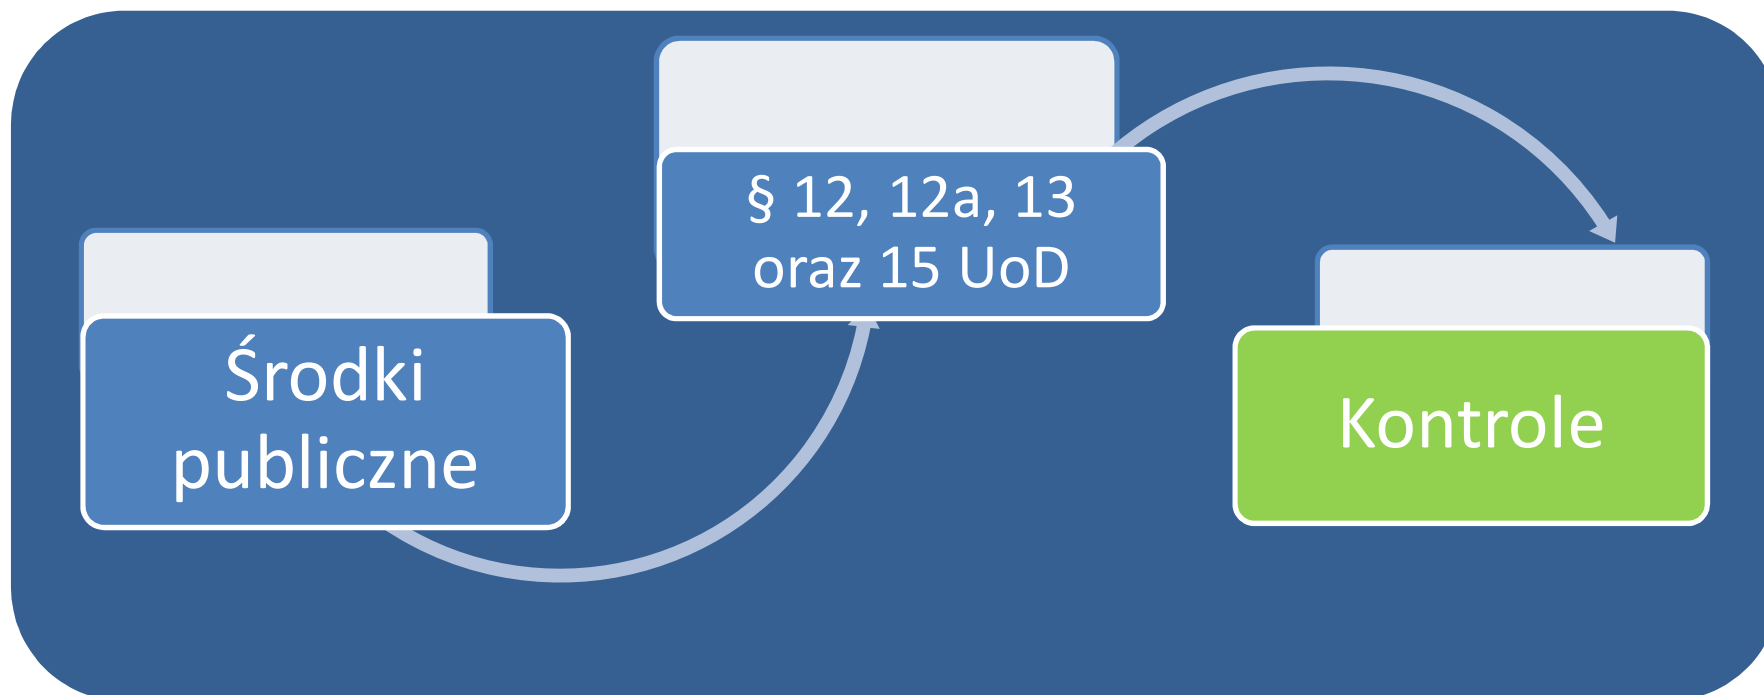 Środki
publiczne
§ 12, 12a, 13
oraz 15 UoD
Kontrole